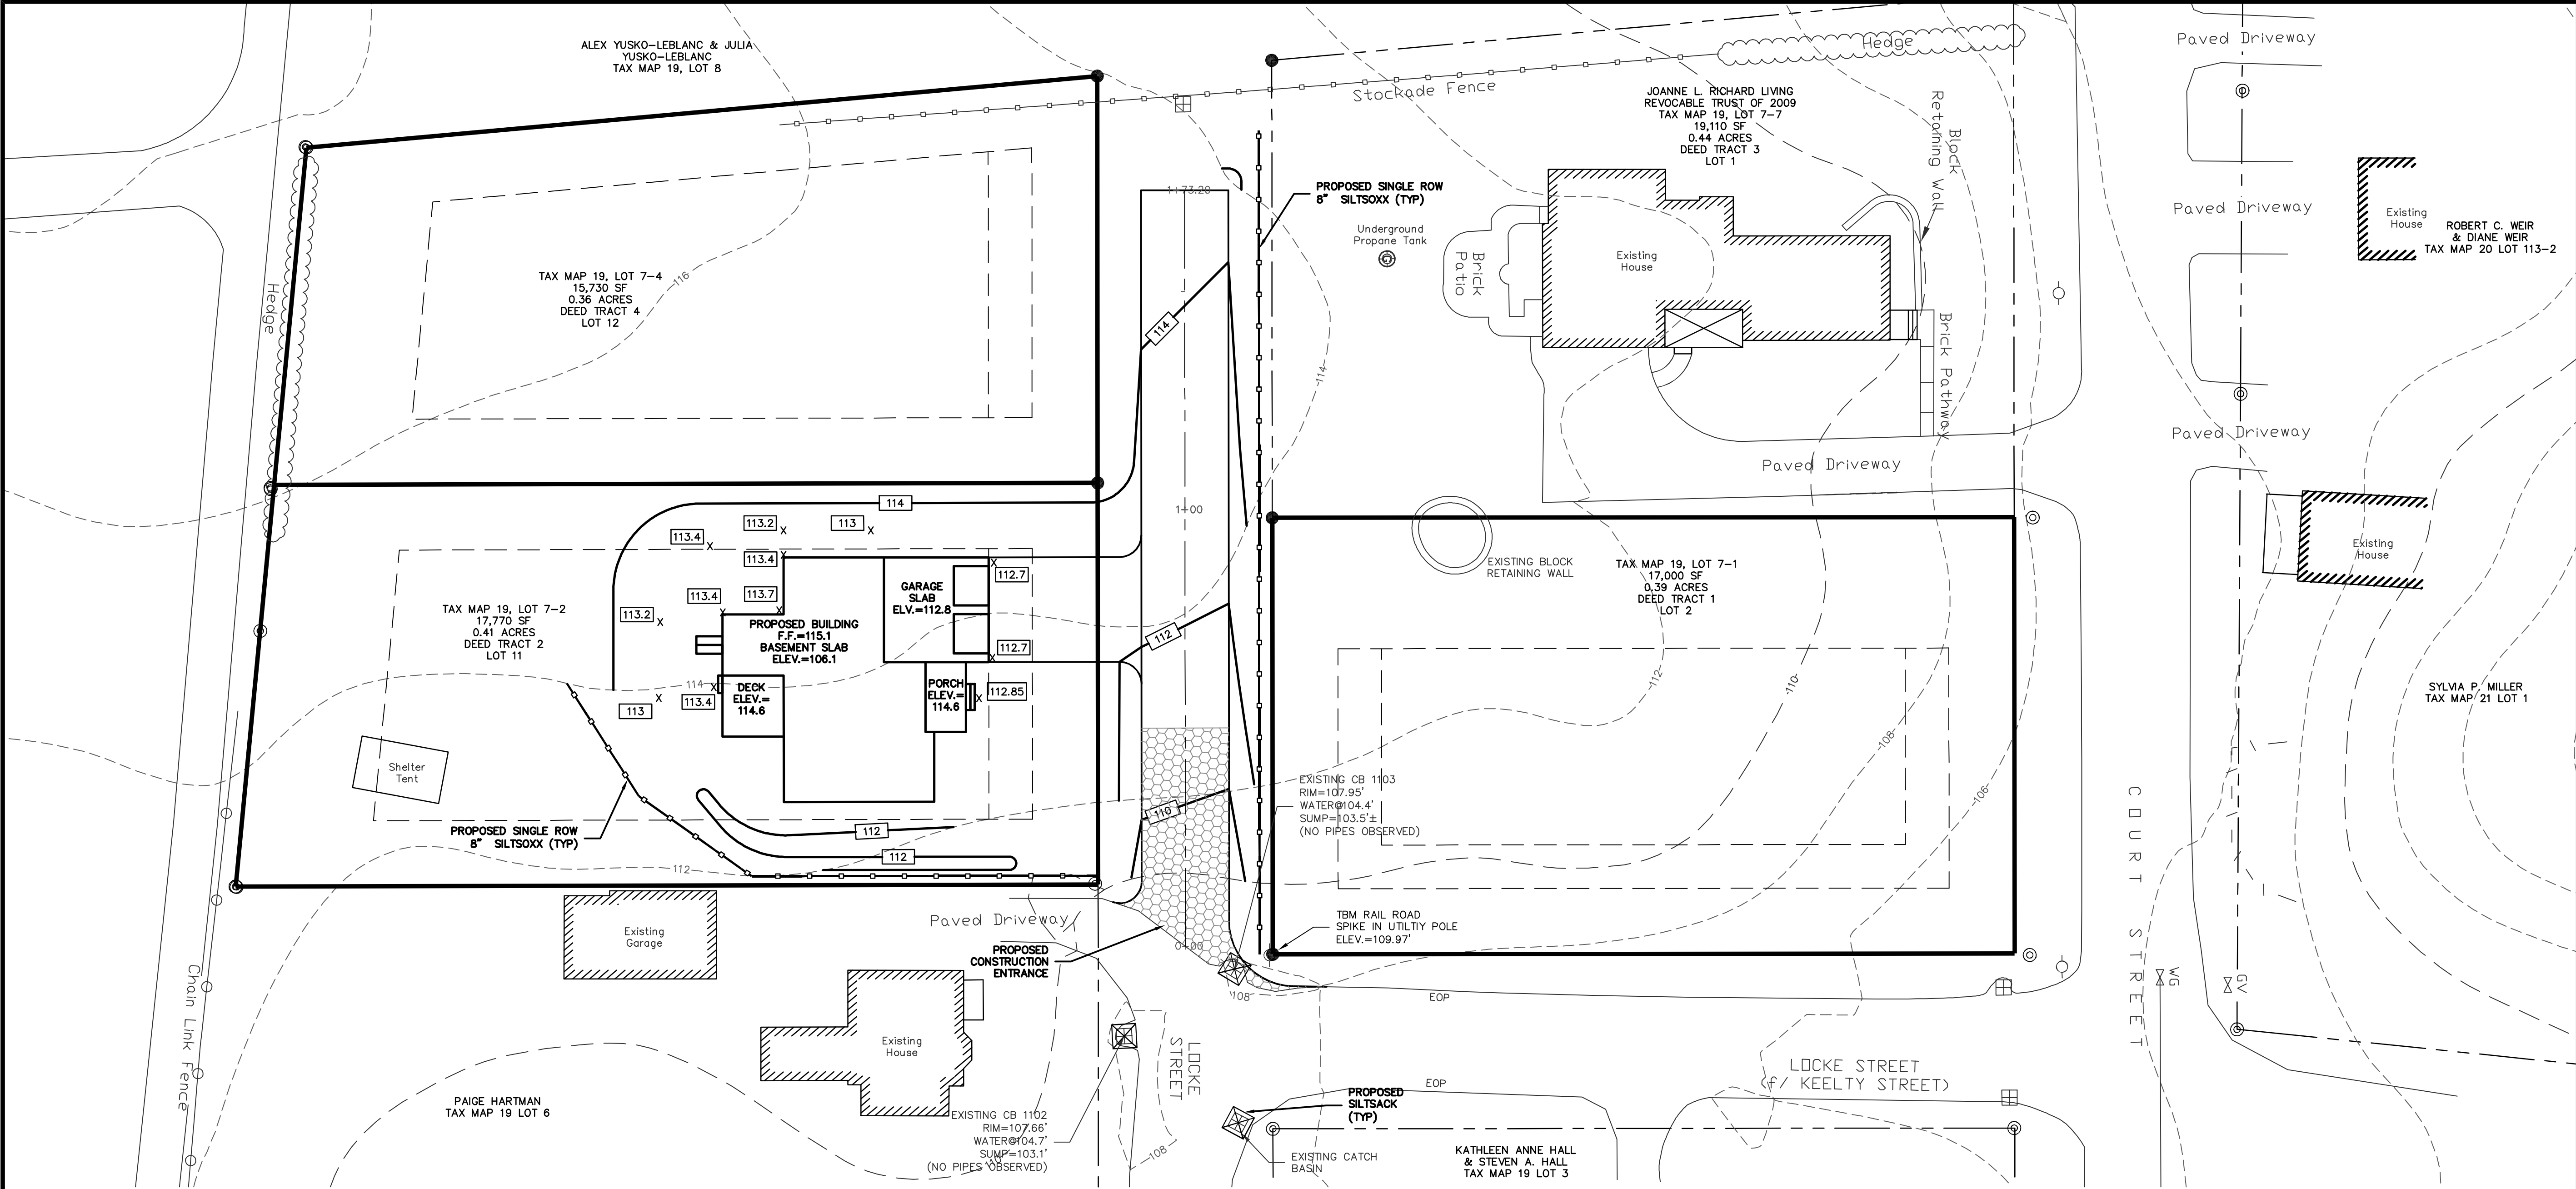 ALEX YUSKO-LEBLANC & JULIA
YUSKO-LEBLANC
TAX MAP 19, LOT 8
Hedge
Paved Driveway
Stockade Fence
JOANNE L. RICHARD LIVING
REVOCABLE TRUST OF 2009
TAX MAP 19, LOT 7-7
19,110 SF
0.44 ACRES
DEED TRACT 3
LOT 1
Block
Retaining Wall
PROPOSED SINGLE ROW
8" SILTSOXX (TYP)
1+73.20
Underground
Propane Tank
Brick
Patio
Existing
House
Paved Driveway
Existing
House
ROBERT C. WEIR
& DIANE WEIR
TAX MAP 20 LOT 113-2
TAX MAP 19, LOT 7-4
15,730 SF
0.36 ACRES
DEED TRACT 4
LOT 12
116
Hedge
114
114
Brick Pathway
Paved Driveway
Paved Driveway
114
113.2
113
113.4
113.4
1+00
112.7
113.4
113.7
113.2
GARAGE
SLAB
ELV.=112.8
PROPOSED BUILDING
F.F.=115.1
BASEMENT SLAB
ELEV.=106.1
112
112.7
TAX MAP 19, LOT 7-2
17,770 SF
0.41 ACRES
DEED TRACT 2
LOT 11
EXISTING BLOCK
RETAINING WALL
TAX MAP 19, LOT 7-1
17,000 SF
0.39 ACRES
DEED TRACT 1
LOT 2
Existing
House
114
113
113.4
DECK
ELEV.=
114.6
PORCH
ELEV.=
114.6
112.85
112
110
108
106
SYLVIA P. MILLER
TAX MAP 21 LOT 1
Shelter
Tent
PROPOSED SINGLE ROW
8" SILTSOXX (TYP)
112
112
112
110
EXISTING CB 1103
RIM=107.95'
WATER@104.4'
SUMP=103.5'±
(NO PIPES OBSERVED)
COURT STREET
Existing
Garage
Paved Driveway
PROPOSED
CONSTRUCTION
ENTRANCE
0+00
TBM RAIL ROAD
SPIKE IN UTILTIY POLE
ELEV.=109.97'
Chain Link Fence
108
EOP
WG
GV
Existing
House
LOCKE
STREET
LOCKE STREET
(f/ KEELTY STREET)
EOP
PROPOSED
SILTSACK
(TYP)
PAIGE HARTMAN
TAX MAP 19 LOT 6
EXISTING CB 1102
RIM=107.66'
WATER@104.7'
SUMP=103.1'
(NO PIPES OBSERVED)
110
108
EXISTING CATCH
BASIN
KATHLEEN ANNE HALL
& STEVEN A. HALL
TAX MAP 19 LOT 3